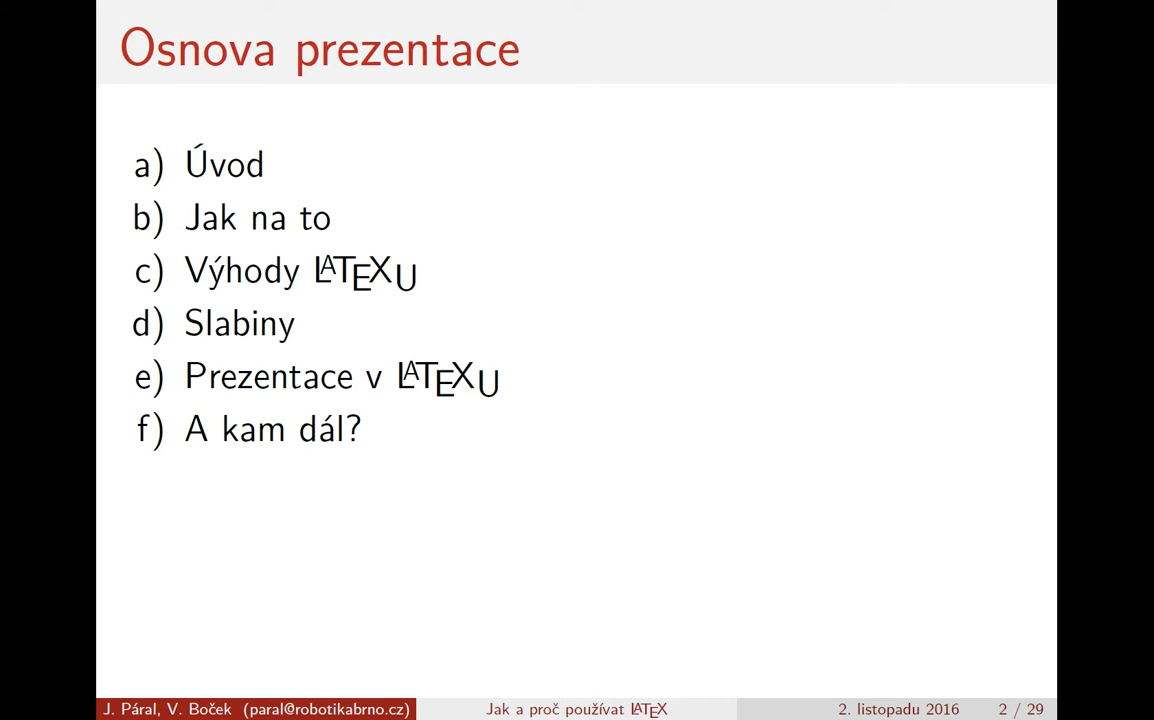 Osnova prezentace
a) Úvod
b) Jak na to
c) Výhody LATEXU
d) Slabiny
e) Prezentace v LATEXU
f) A kam dál?
J. Páral, V. Boček (paral@robotikabrno.cz) Jak a proč používat LATEX 2. listopadu 2016 2 / 29